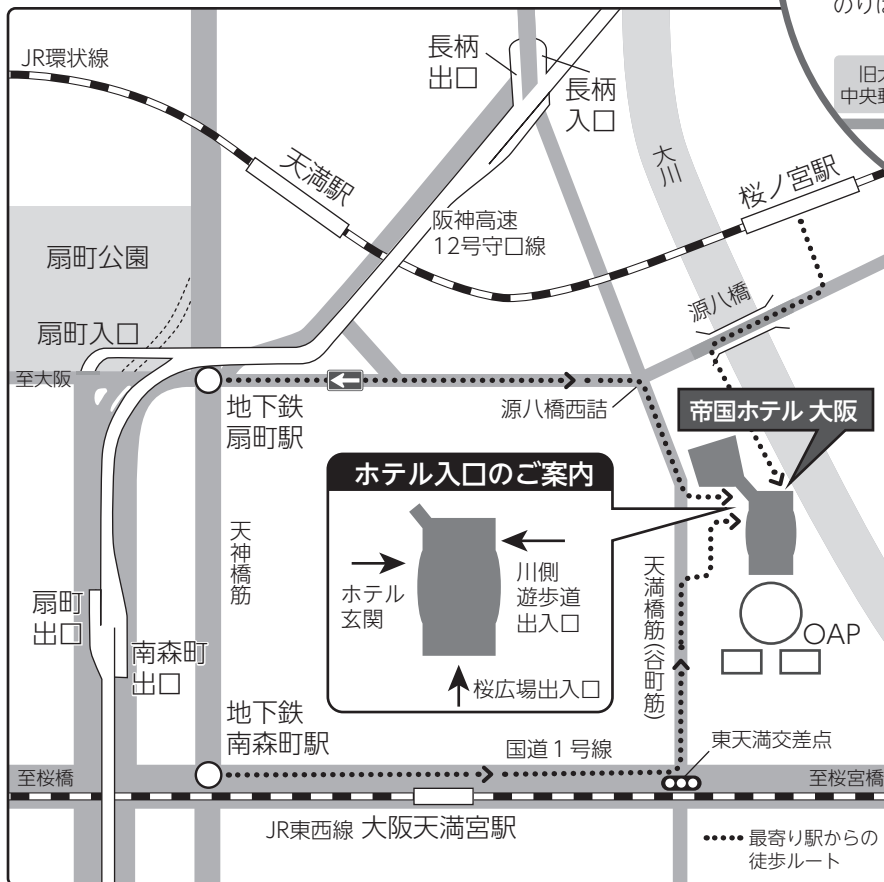 のりば
JR環状線
長柄
出口
長柄
入口
旧大
中央郵
天満駅
大川
桜ノ宮駅
阪神高速
12号守口線
扇町公園
源八橋
扇町入口
至大阪
地下鉄
扇町駅
源八橋西詰
帝国ホテル 大阪
ホテル入口のご案内
ホテル
玄関
川側
遊歩道
出入口
桜広場出入口
天神橋筋
天満橋筋(谷町筋)
扇町
出口
南森町
出口
OAP
地下鉄
南森町駅
国道1号線
東天満交差点
至桜橋
至桜宮橋
JR東西線 大阪天満宮駅
最寄り駅からの
徒歩ルート